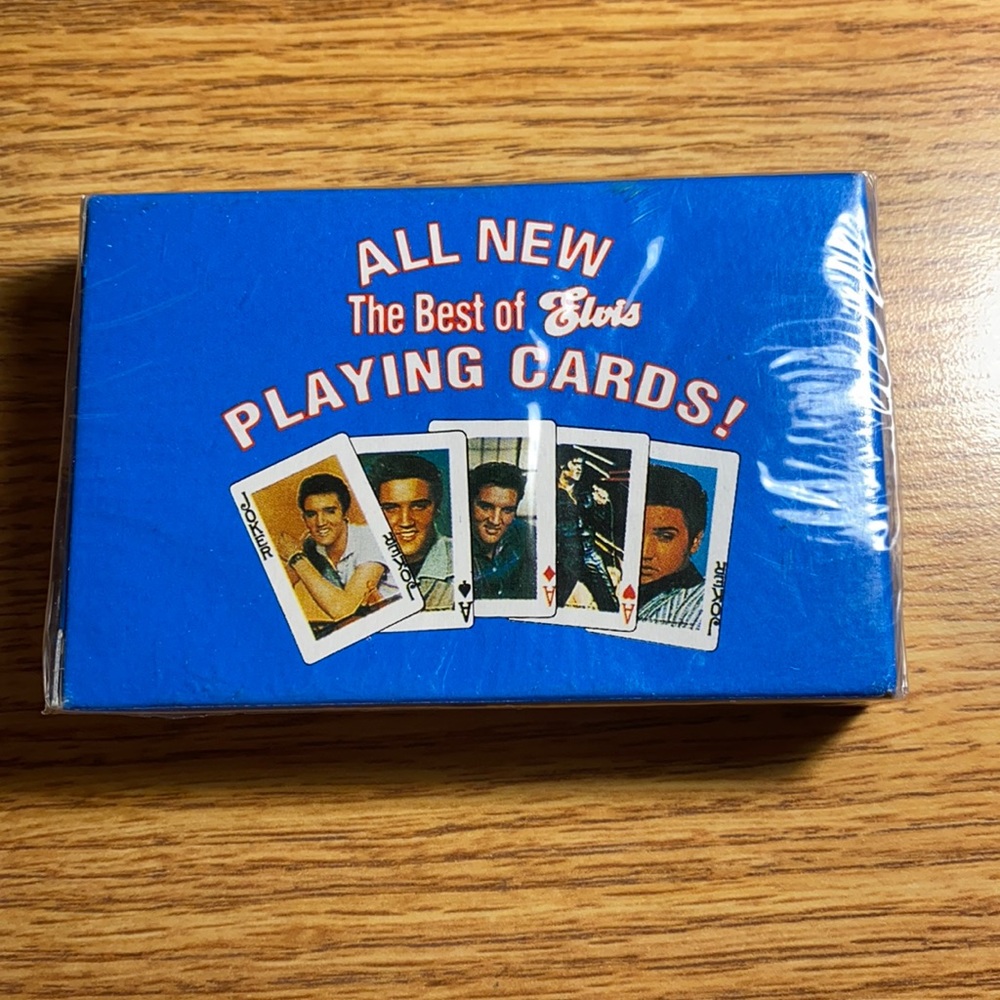 ALL NEW
The Best of Elvis
PLAYING CARDS!
JOKER
JOKER
A
A
A
JOKER